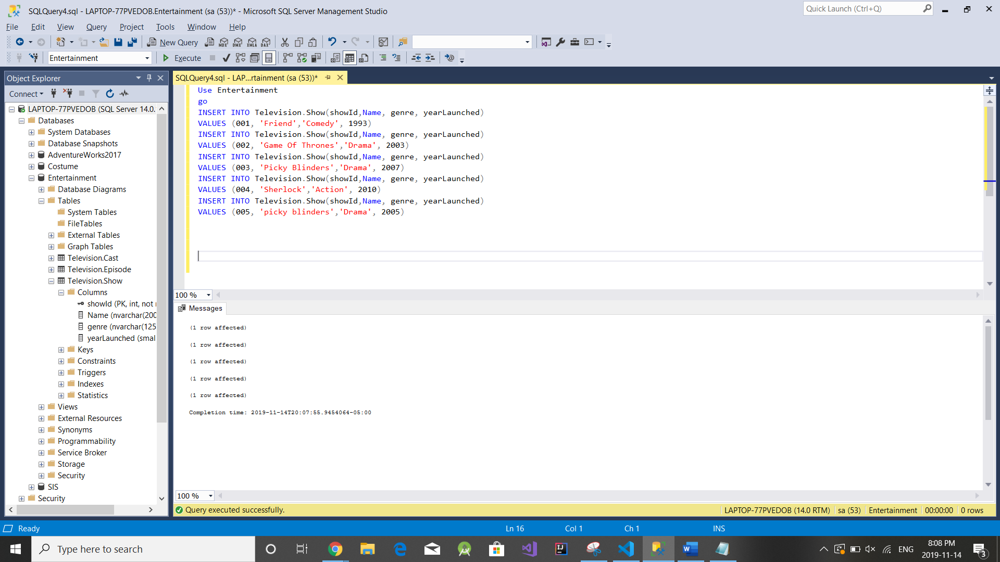 SQLQuery4.sql - LAPTOP-77PVEDOB.Entertainment (sa (53))* - Microsoft SQL Server Management Studio
Quick Launch (Ctrl+Q)
File Edit View Query Project Tools Window Help
New Query MDX DMX XMLA DAX
Entertainment Execute
Object Explorer
Connect
LAPTOP-77PVEDOB (SQL Server 14.0.
Databases
System Databases
Database Snapshots
AdventureWorks2017
Costume
Entertainment
Database Diagrams
Tables
System Tables
FileTables
External Tables
Graph Tables
Television.Cast
Television.Episode
Television.Show
Columns
showId (PK, int, not
Name (nvarchar(200
genre (nvarchar(125
yearLaunched (smal
Keys
Constraints
Triggers
Indexes
Statistics
Views
External Resources
Synonyms
Programmability
Service Broker
Storage
Security
SIS
Security
SQLQuery4.sql - LAP...rtainment (sa (53))*
Use Entertainment
go
INSERT INTO Television.Show(showId,Name, genre, yearLaunched)
VALUES (001, 'Friend','Comedy', 1993)
INSERT INTO Television.Show(showId,Name, genre, yearLaunched)
VALUES (002, 'Game Of Thrones','Drama', 2003)
INSERT INTO Television.Show(showId,Name, genre, yearLaunched)
VALUES (003, 'Picky Blinders','Drama', 2007)
INSERT INTO Television.Show(showId,Name, genre, yearLaunched)
VALUES (004, 'Sherlock','Action', 2010)
INSERT INTO Television.Show(showId,Name, genre, yearLaunched)
VALUES (005, 'picky blinders','Drama', 2005)
100 %
Messages
(1 row affected)
(1 row affected)
(1 row affected)
(1 row affected)
(1 row affected)
Completion time: 2019-11-14T20:07:55.9454064-05:00
100 %
Query executed successfully.
LAPTOP-77PVEDOB (14.0 RTM) sa (53) Entertainment 00:00:00 0 rows
Ready Ln 16 Col 1 Ch 1 INS
Type here to search
ENG
8:08 PM
2019-11-14
3